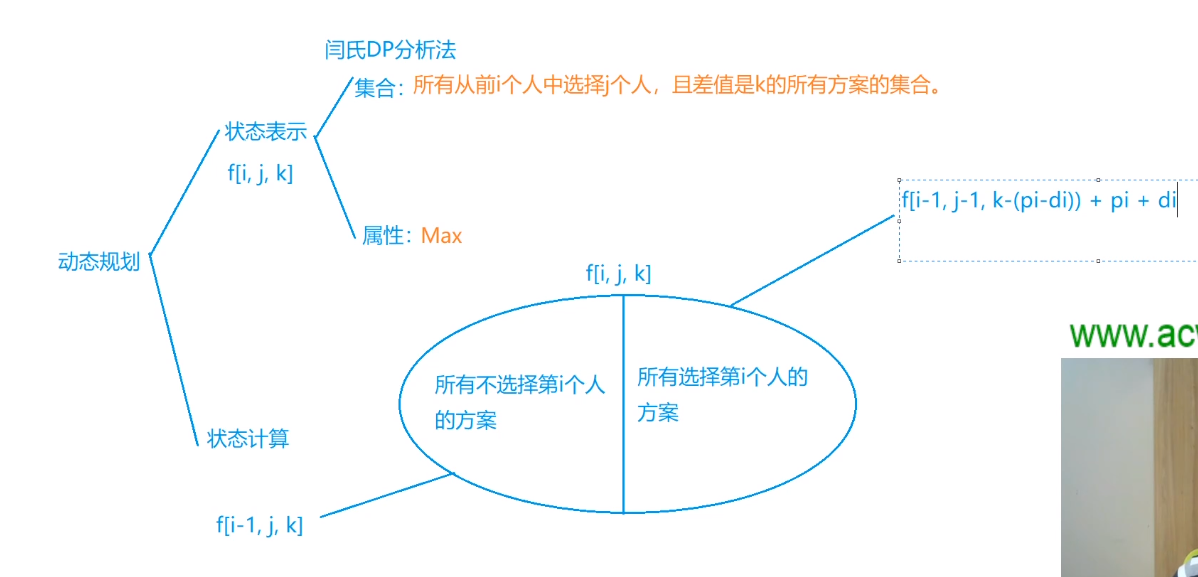 闫氏DP分析法
集合：所有从前i个人中选择j个人，且差值是k的所有方案的集合。
状态表示
f[i, j, k]
f[i-1, j-1, k-(pi-di)) + pi + di
属性：Max
动态规划
f[i, j, k]
www.ac
所有不选择第i个人
的方案
所有选择第i个人的
方案
状态计算
f[i-1, j, k]